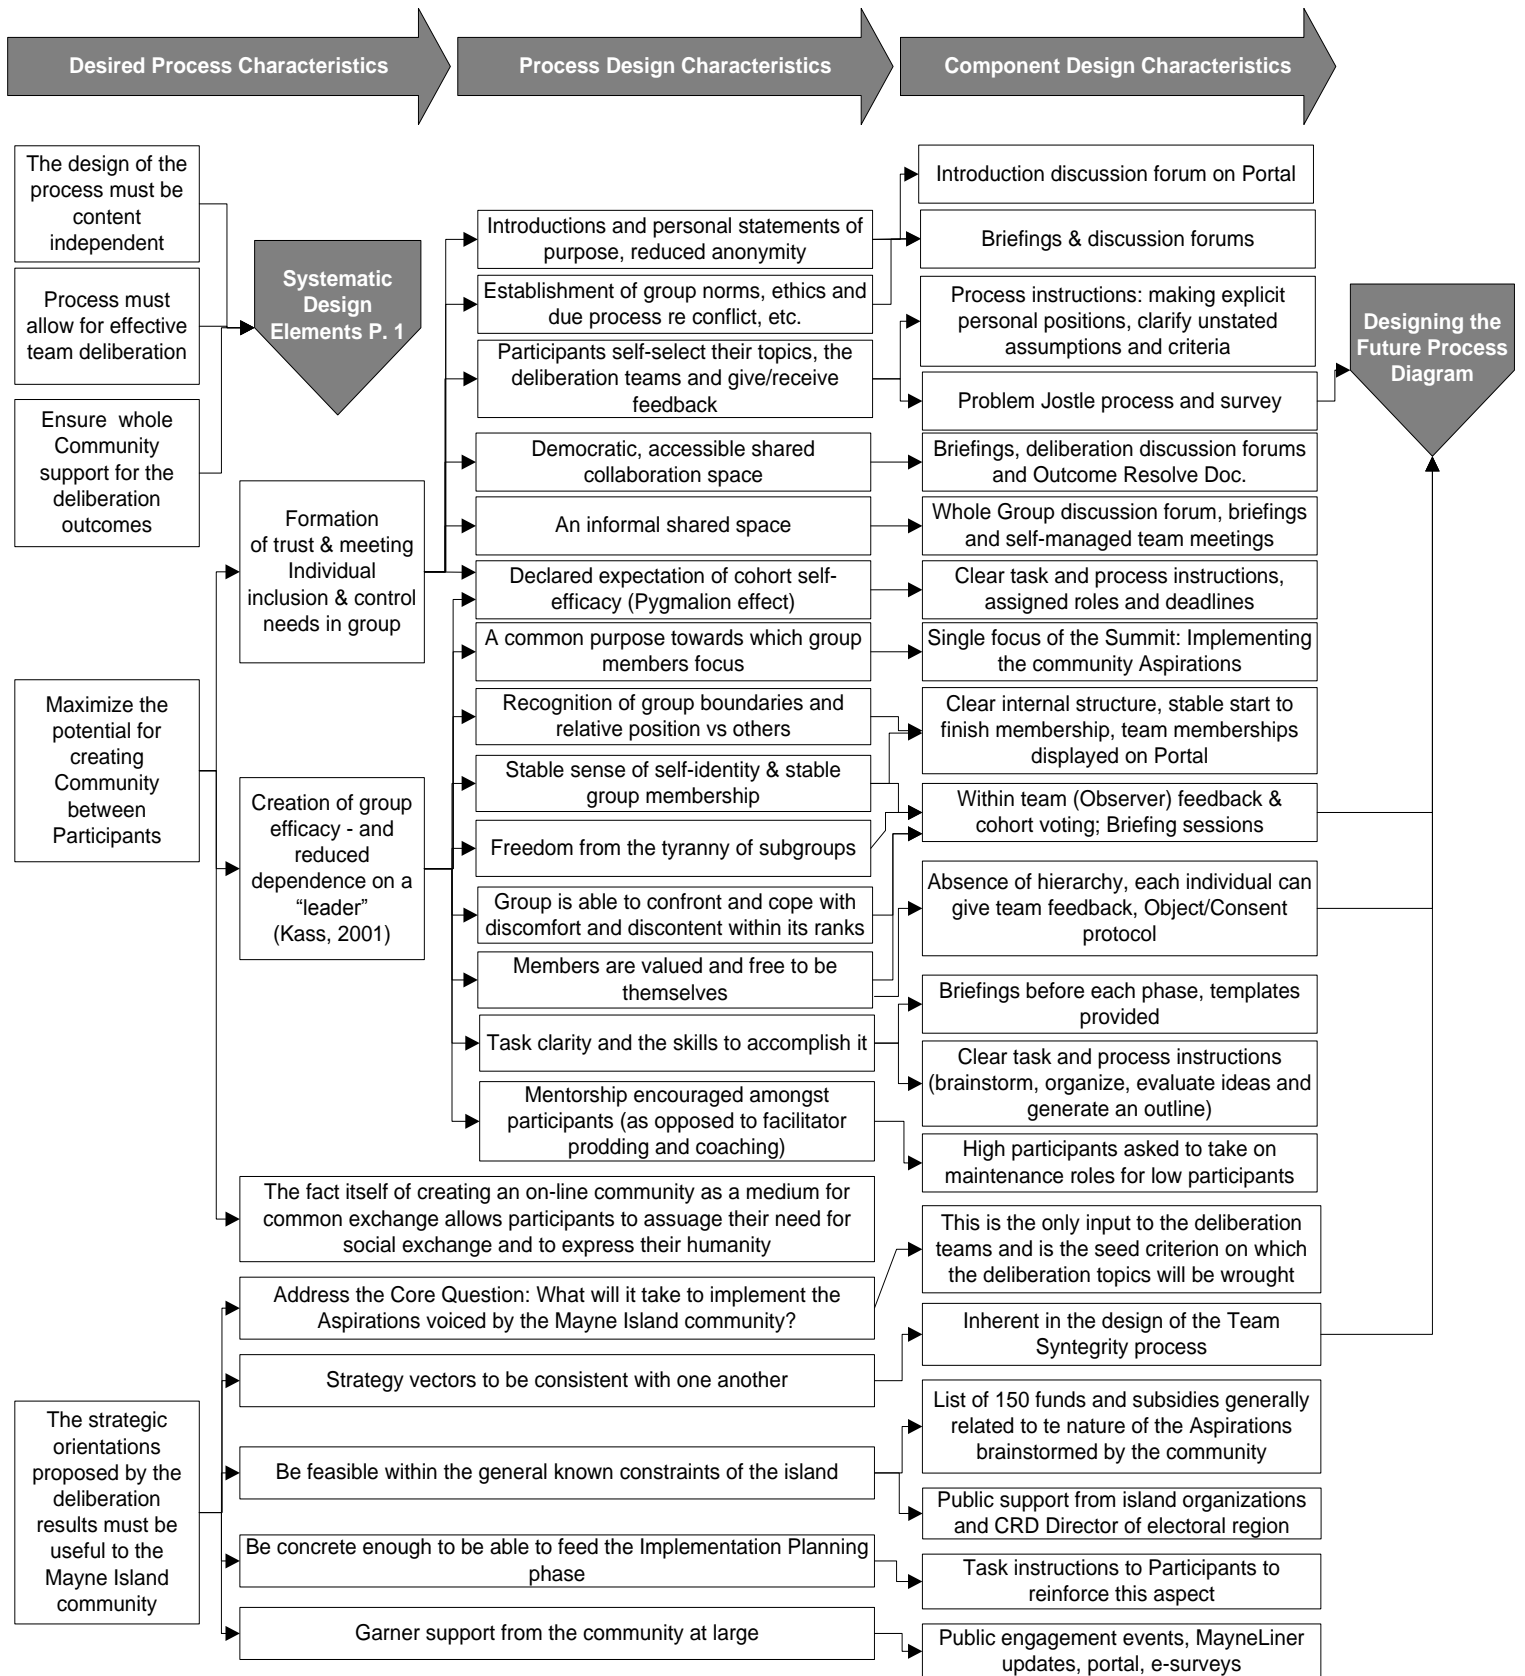 Desired Process Characteristics
Process Design Characteristics
Component Design Characteristics
The design of the
process must be
content
independent
Process must
allow for effective
team deliberation
Ensure whole
Community
support for the
deliberation
outcomes
Systematic
Design
Elements P. 1
Maximize the
potential for
creating
Community
between
Participants
Formation
of trust & meeting
Individual
inclusion & control
needs in group
Creation of group
efficacy - and
reduced
dependence on a
“leader”
(Kass, 2001)
Introductions and personal statements of
purpose, reduced anonymity
Establishment of group norms, ethics and
due process re conflict, etc.
Participants self-select their topics, the
deliberation teams and give/receive
feedback
Democratic, accessible shared
collaboration space
An informal shared space
Declared expectation of cohort self-
efficacy (Pygmalion effect)
A common purpose towards which group
members focus
Recognition of group boundaries and
relative position vs others
Stable sense of self-identity & stable
group membership
Freedom from the tyranny of subgroups
Group is able to confront and cope with
discomfort and discontent within its ranks
Members are valued and free to be
themselves
Task clarity and the skills to accomplish it
Mentorship encouraged amongst
participants (as opposed to facilitator
prodding and coaching)
Introduction discussion forum on Portal
Briefings & discussion forums
Process instructions: making explicit
personal positions, clarify unstated
assumptions and criteria
Problem Jostle process and survey
Briefings, deliberation discussion forums
and Outcome Resolve Doc.
Whole Group discussion forum, briefings
and self-managed team meetings
Clear task and process instructions,
assigned roles and deadlines
Single focus of the Summit: Implementing
the community Aspirations
Clear internal structure, stable start to
finish membership, team memberships
displayed on Portal
Within team (Observer) feedback &
cohort voting; Briefing sessions
Absence of hierarchy, each individual can
give team feedback, Object/Consent
protocol
Briefings before each phase, templates
provided
Clear task and process instructions
(brainstorm, organize, evaluate ideas and
generate an outline)
High participants asked to take on
maintenance roles for low participants
Designing the
Future Process
Diagram
The fact itself of creating an on-line community as a medium for
common exchange allows participants to assuage their need for
social exchange and to express their humanity
The strategic
orientations
proposed by the
deliberation
results must be
useful to the
Mayne Island
community
Address the Core Question: What will it take to implement the
Aspirations voiced by the Mayne Island community?
Strategy vectors to be consistent with one another
Be feasible within the general known constraints of the island
Be concrete enough to be able to feed the Implementation Planning
phase
Garner support from the community at large
This is the only input to the deliberation
teams and is the seed criterion on which
the deliberation topics will be wrought
Inherent in the design of the Team
Syntegrity process
List of 150 funds and subsidies generally
related to te nature of the Aspirations
brainstormed by the community
Public support from island organizations
and CRD Director of electoral region
Task instructions to Participants to
reinforce this aspect
Public engagement events, MayneLiner
updates, portal, e-surveys